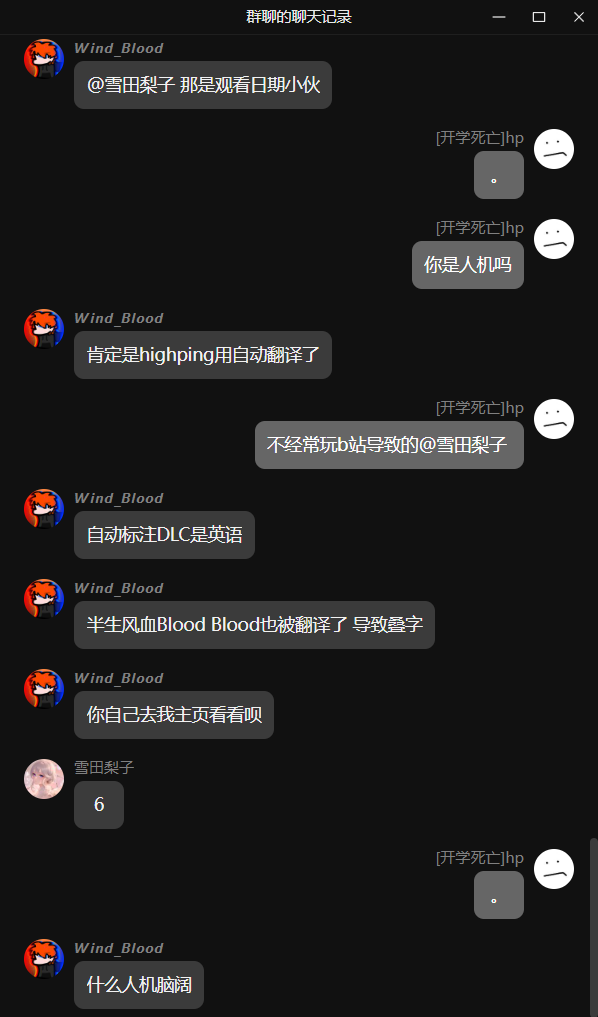 群聊的聊天记录
Wind_Blood
@雪田梨子 那是观看日期小伙
[开学死亡]hp
。
[开学死亡]hp
你是人机吗
Wind_Blood
肯定是highping用自动翻译了
[开学死亡]hp
不经常玩b站导致的@雪田梨子
Wind_Blood
自动标注DLC是英语
Wind_Blood
半生风血Blood Blood也被翻译了 导致叠字
Wind_Blood
你自己去我主页看看呗
雪田梨子
6
[开学死亡]hp
。
Wind_Blood
什么人机脑阔